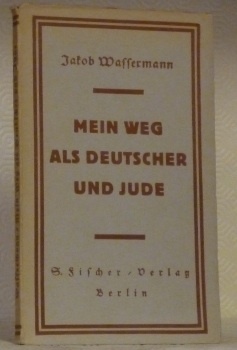 Jakob Wassermann
MEIN WEG
ALS DEUTSCHER
UND JUDE
S. Fischer · Verlag
Berlin